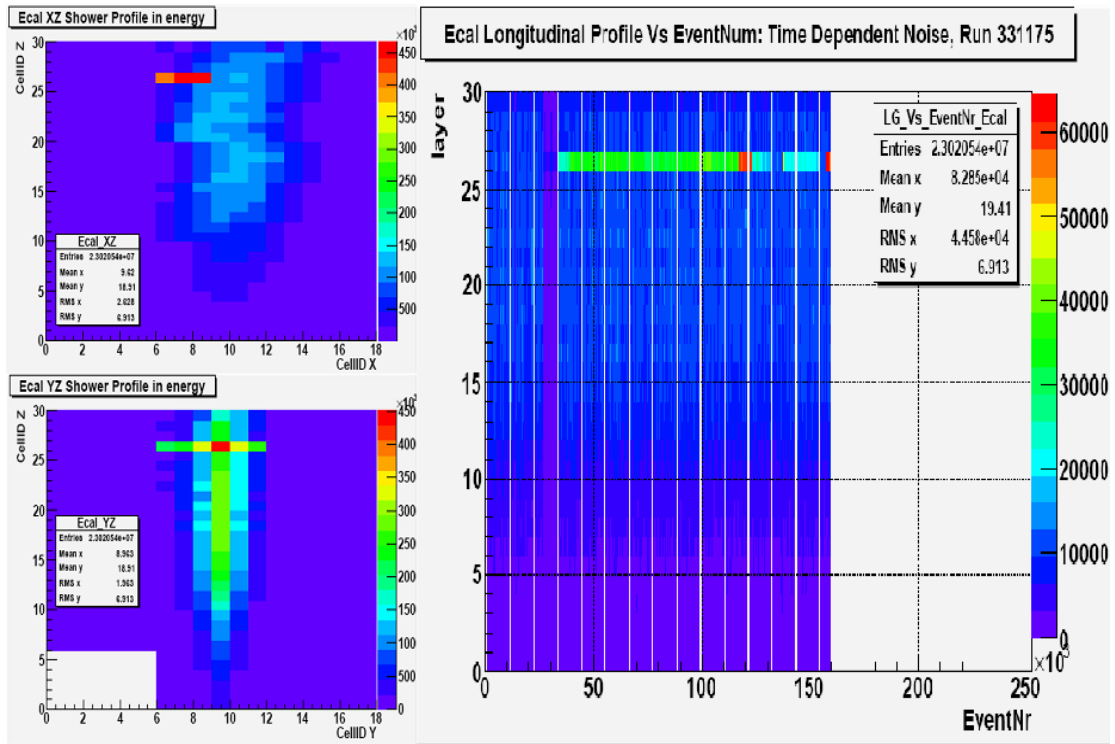 Ecal XZ Shower Profile in energy
CellID Z
×10³
30
25
20
15
10
5
0
450
400
350
300
250
200
150
100
500
Ecal_XZ
Entries 2.302054e+07
Mean x 9.62
Mean y 18.91
RMS x 2.628
RMS y 6.913
0 2 4 6 8 10 12 14 16 18
CellID X
Ecal YZ Shower Profile in energy
CellID Z
×10³
30
25
20
15
10
5
0
450
400
350
300
250
200
150
100
500
0
Ecal_YZ
Entries 2.302054e+07
Mean x 8.963
Mean y 18.91
RMS x 1.963
RMS y 6.913
0 2 4 6 8 10 12 14 16 18
CellID Y
Ecal Longitudinal Profile Vs EventNum: Time Dependent Noise, Run 331175
layer
30
25
20
15
10
5
0
LG_Vs_EventNr_Ecal
Entries 2.302054e+07
Mean x 8.285e+04
Mean y 19.41
RMS x 4.458e+04
RMS y 6.913
60000
50000
40000
30000
20000
10000
0
×10³
0 50 100 150 200 250
EventNr